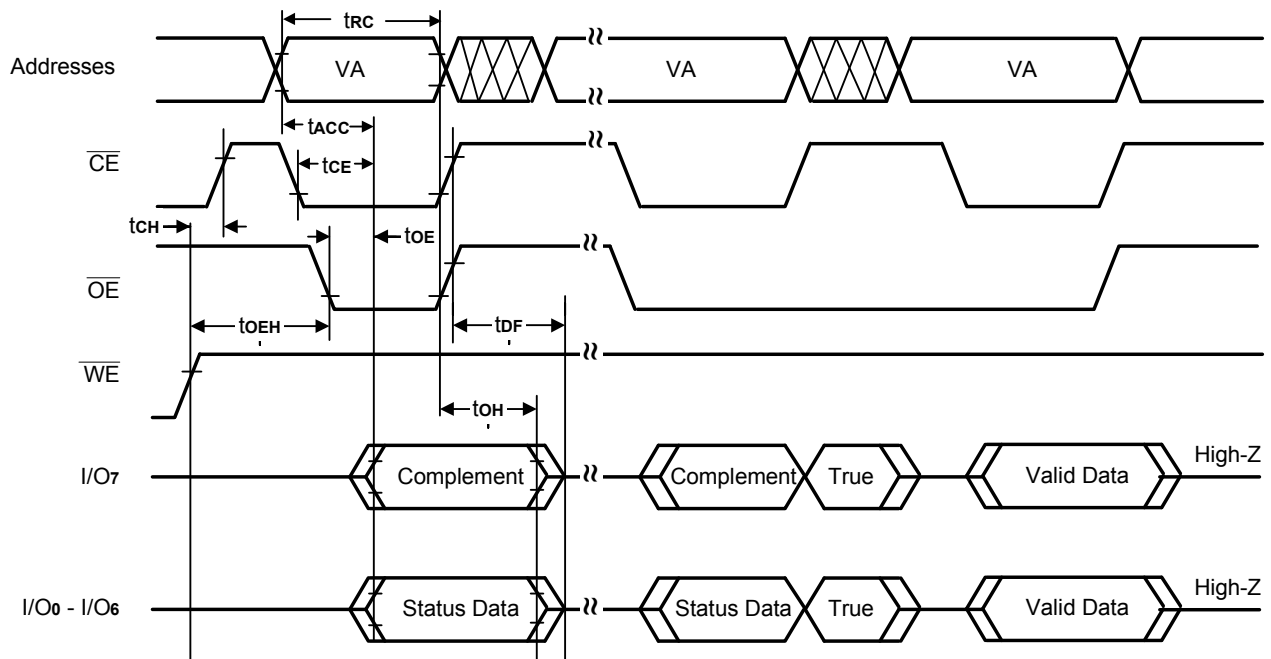 tRC
Addresses VA VA VA
tACC
CE
tCE
tCH
tOE
OE
tOEH
tDF
WE
tOH
I/O7 Complement Complement True Valid Data High-Z
I/O0 - I/O6 Status Data Status Data True Valid Data High-Z